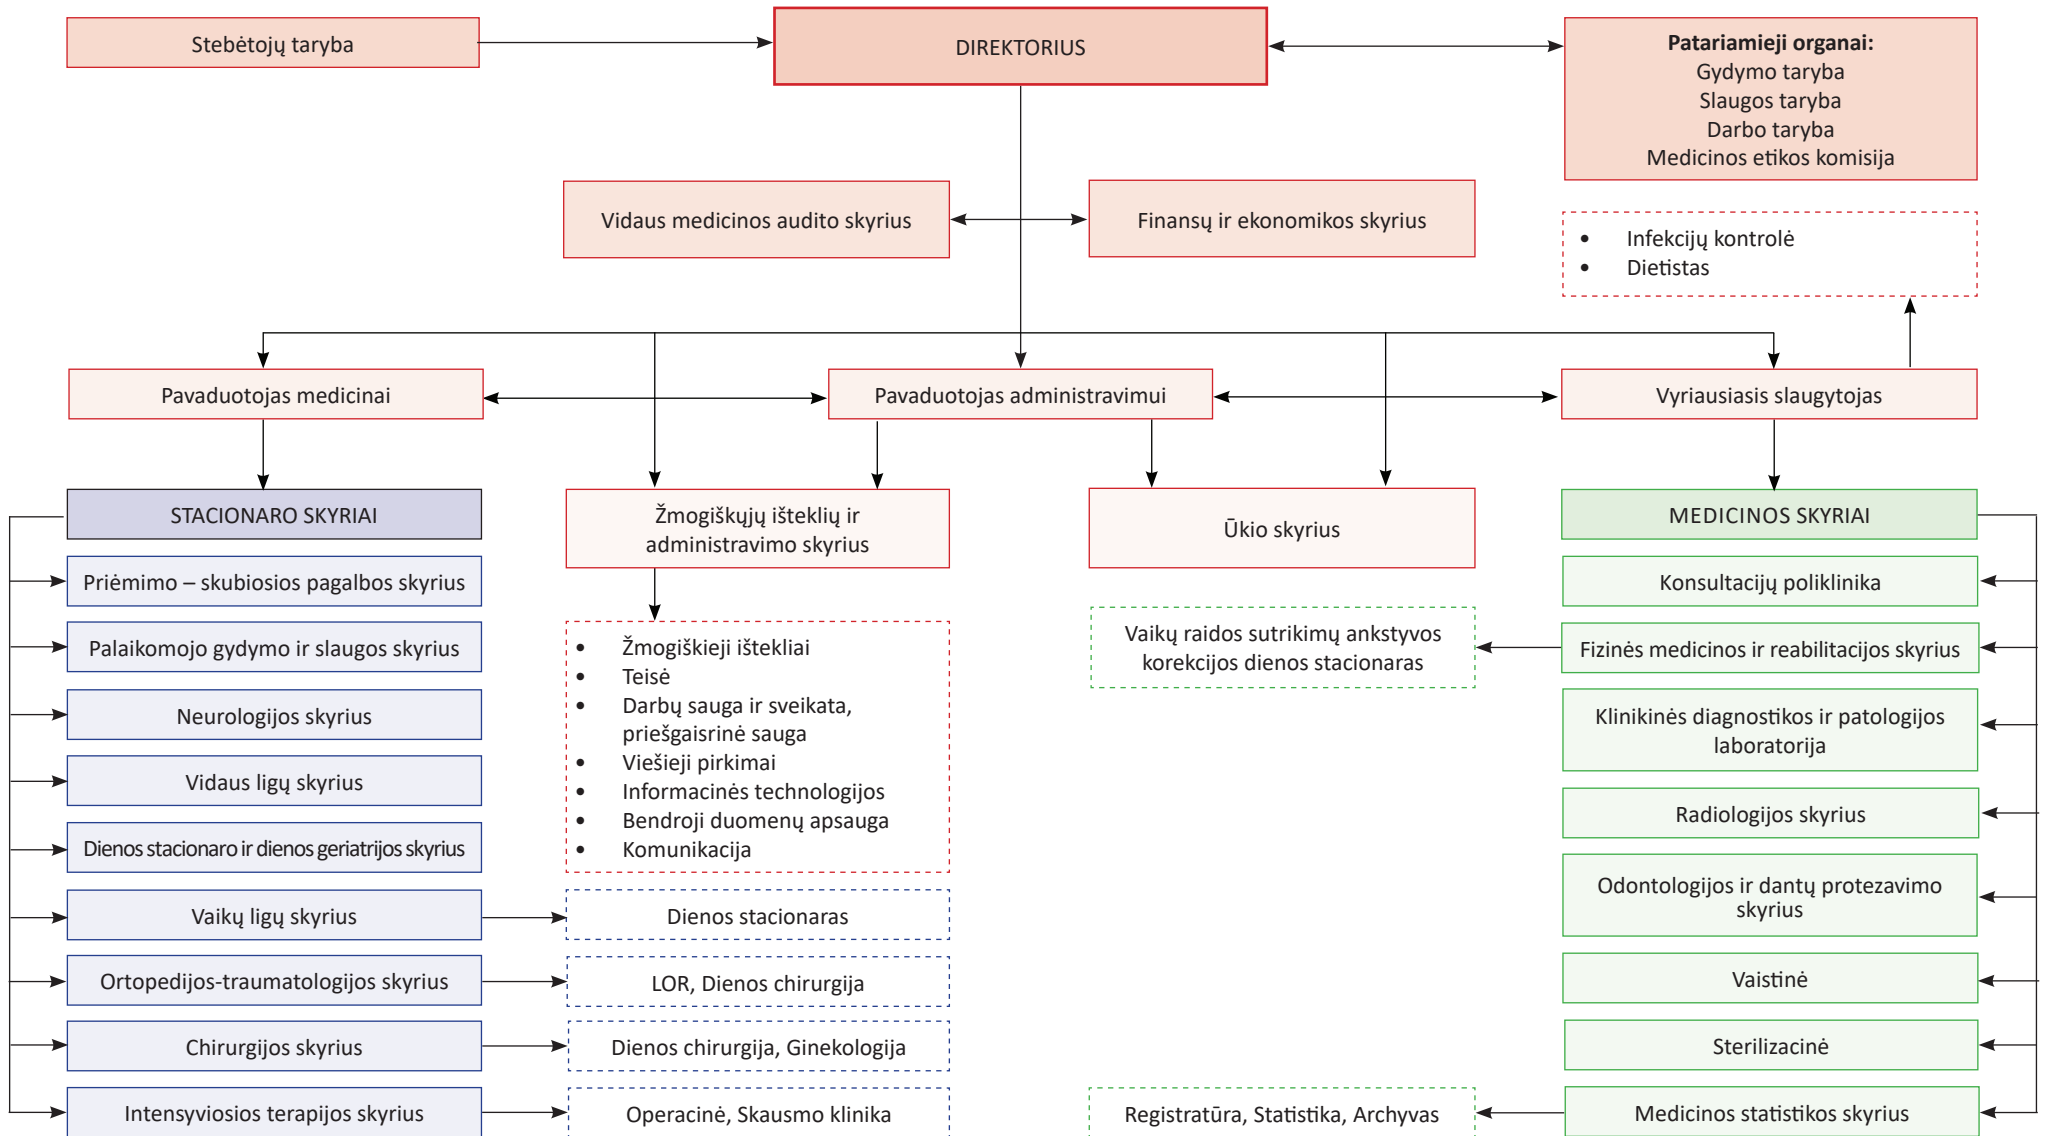 Stebėtojų taryba
DIREKTORIUS
Patariamieji organai:
Gydymo taryba
Slaugos taryba
Darbo taryba
Medicinos etikos komisija
Vidaus medicinos audito skyrius
Finansų ir ekonomikos skyrius
• Infekcijų kontrolė
• Dietistas
Pavaduotojas medicinai
Pavaduotojas administravimui
Vyriausiasis slaugytojas
STACIONARO SKYRIAI
Priėmimo – skubiosios pagalbos skyrius
Palaikomojo gydymo ir slaugos skyrius
Neurologijos skyrius
Vidaus ligų skyrius
Dienos stacionaro ir dienos geriatrijos skyrius
Vaikų ligų skyrius
Ortopedijos-traumatologijos skyrius
Chirurgijos skyrius
Intensyviosios terapijos skyrius
Žmogiškųjų išteklių ir
administravimo skyrius
• Žmogiškieji ištekliai
• Teisė
• Darbų sauga ir sveikata,
priešgaisrinė sauga
• Viešieji pirkimai
• Informacinės technologijos
• Bendroji duomenų apsauga
• Komunikacija
Dienos stacionaras
LOR, Dienos chirurgija
Dienos chirurgija, Ginekologija
Operacinė, Skausmo klinika
Ūkio skyrius
Vaikų raidos sutrikimų ankstyvos
korekcijos dienos stacionaras
Registratūra, Statistika, Archyvas
MEDICINOS SKYRIAI
Konsultacijų poliklinika
Fizinės medicinos ir reabilitacijos skyrius
Klinikinės diagnostikos ir patologijos
laboratorija
Radiologijos skyrius
Odontologijos ir dantų protezavimo
skyrius
Vaistinė
Sterilizacinė
Medicinos statistikos skyrius